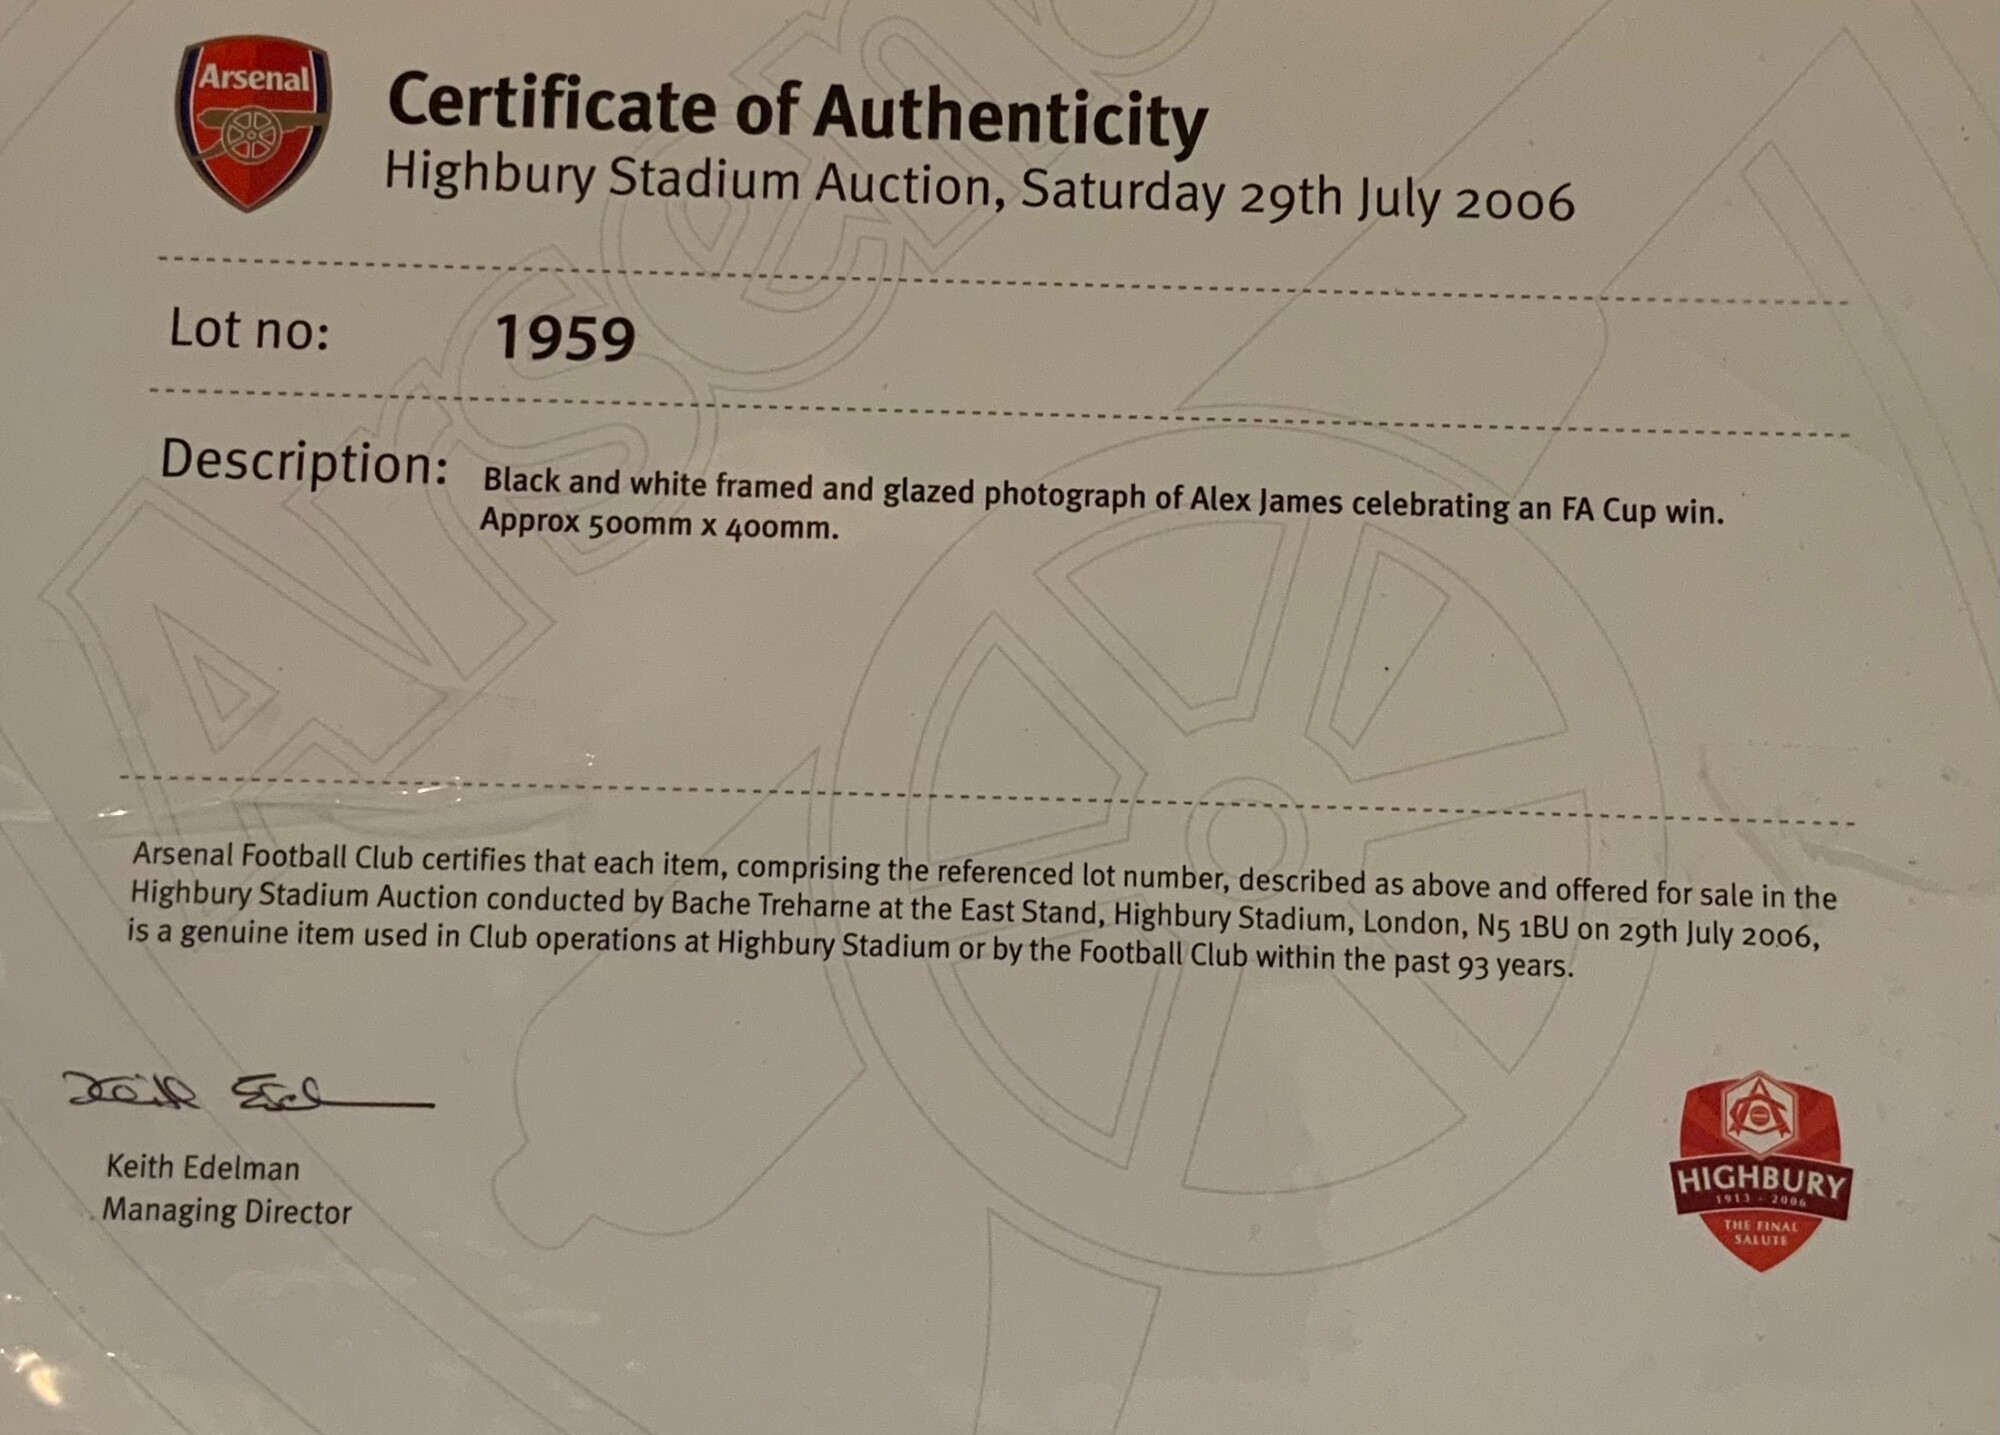 Arsenal
Certificate of Authenticity
Highbury Stadium Auction, Saturday 29th July 2006
Lot no: 1959
Description: Black and white framed and glazed photograph of Alex James celebrating an FA Cup win.
Approx 500mm x 400mm.
Arsenal Football Club certifies that each item, comprising the referenced lot number, described as above and offered for sale in the
Highbury Stadium Auction conducted by Bache Treharne at the East Stand, Highbury Stadium, London, N5 1BU on 29th July 2006,
is a genuine item used in Club operations at Highbury Stadium or by the Football Club within the past 93 years.
Keith Edelman
Managing Director
HIGHBURY
1913 - 2006
THE FINAL
SALUTE